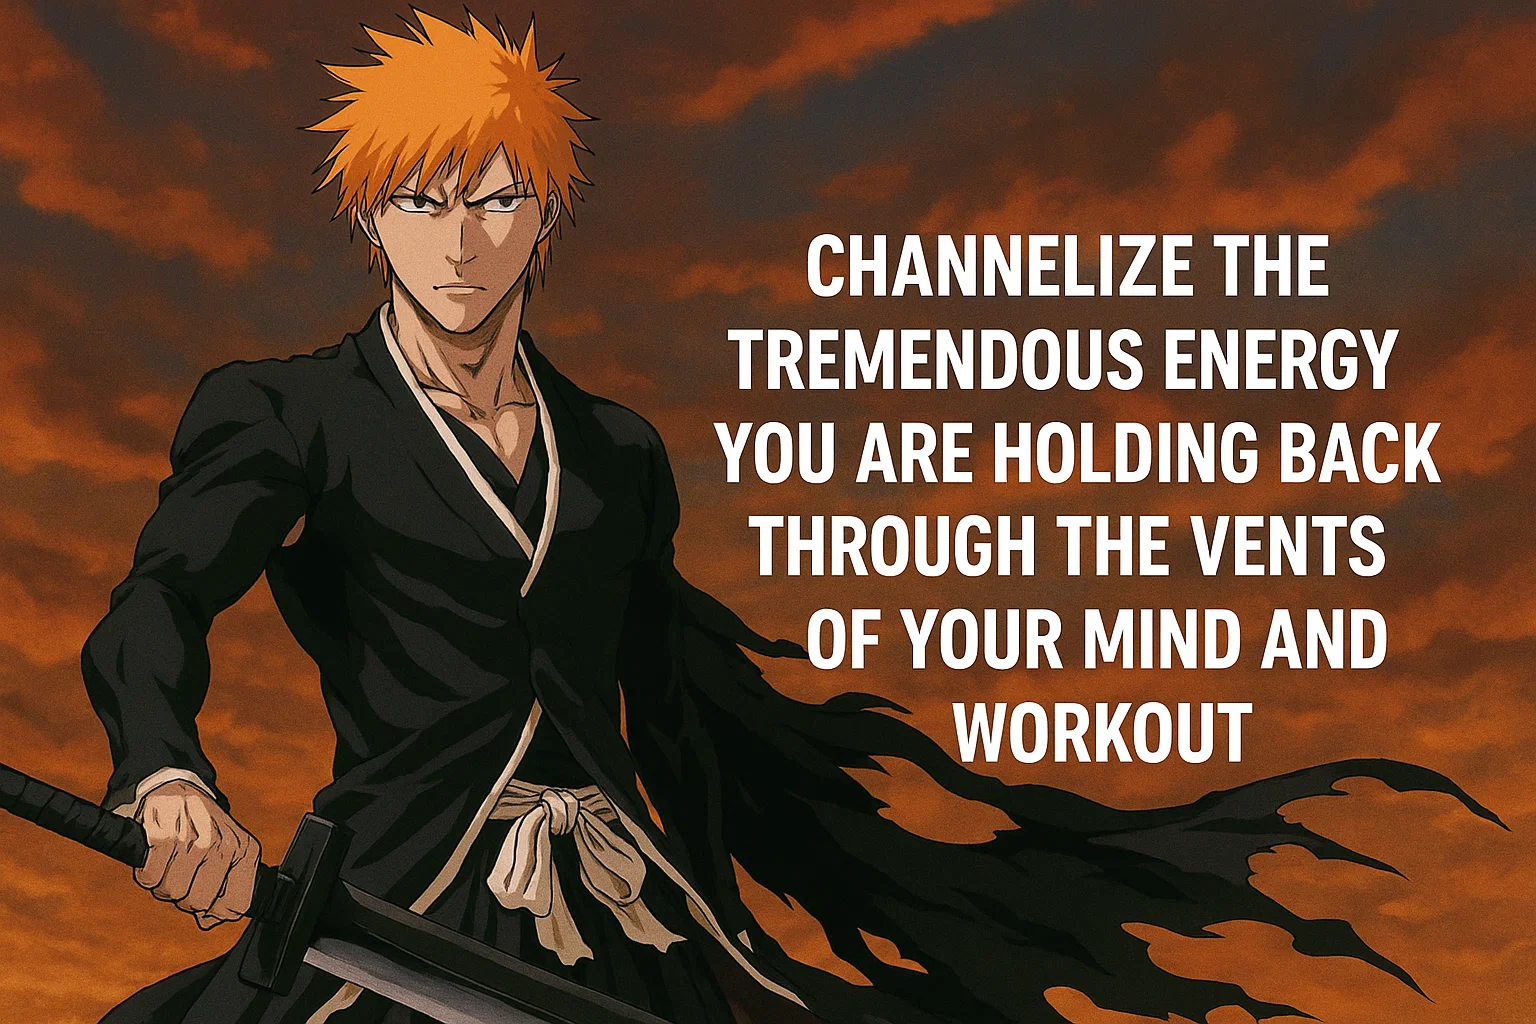 CHANNELIZE THE
TREMENDOUS ENERGY
YOU ARE HOLDING BACK
THROUGH THE VENTS
OF YOUR MIND AND
WORKOUT